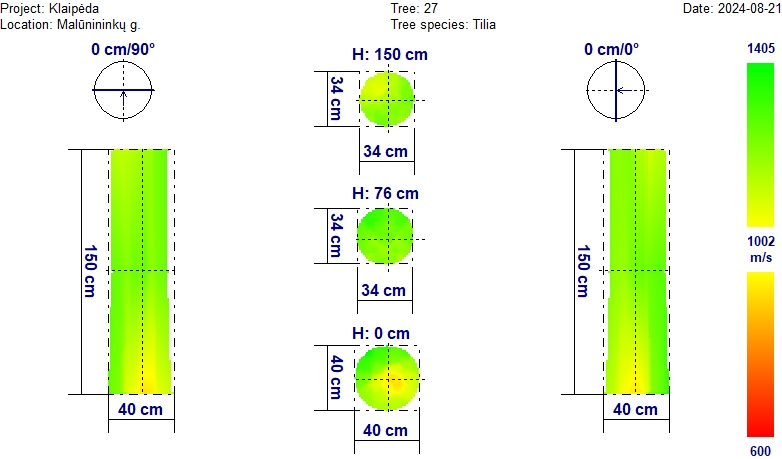 Project: Klaipėda
Tree: 27
Date: 2024-08-21
Location: Malūnininkų g.
Tree species: Tilia
0 cm/90°
H: 150 cm
0 cm/0°
1405
34 cm
34 cm
H: 76 cm
34 cm
34 cm
150 cm
150 cm
1002
m/s
H: 0 cm
40 cm
40 cm
40 cm
40 cm
600